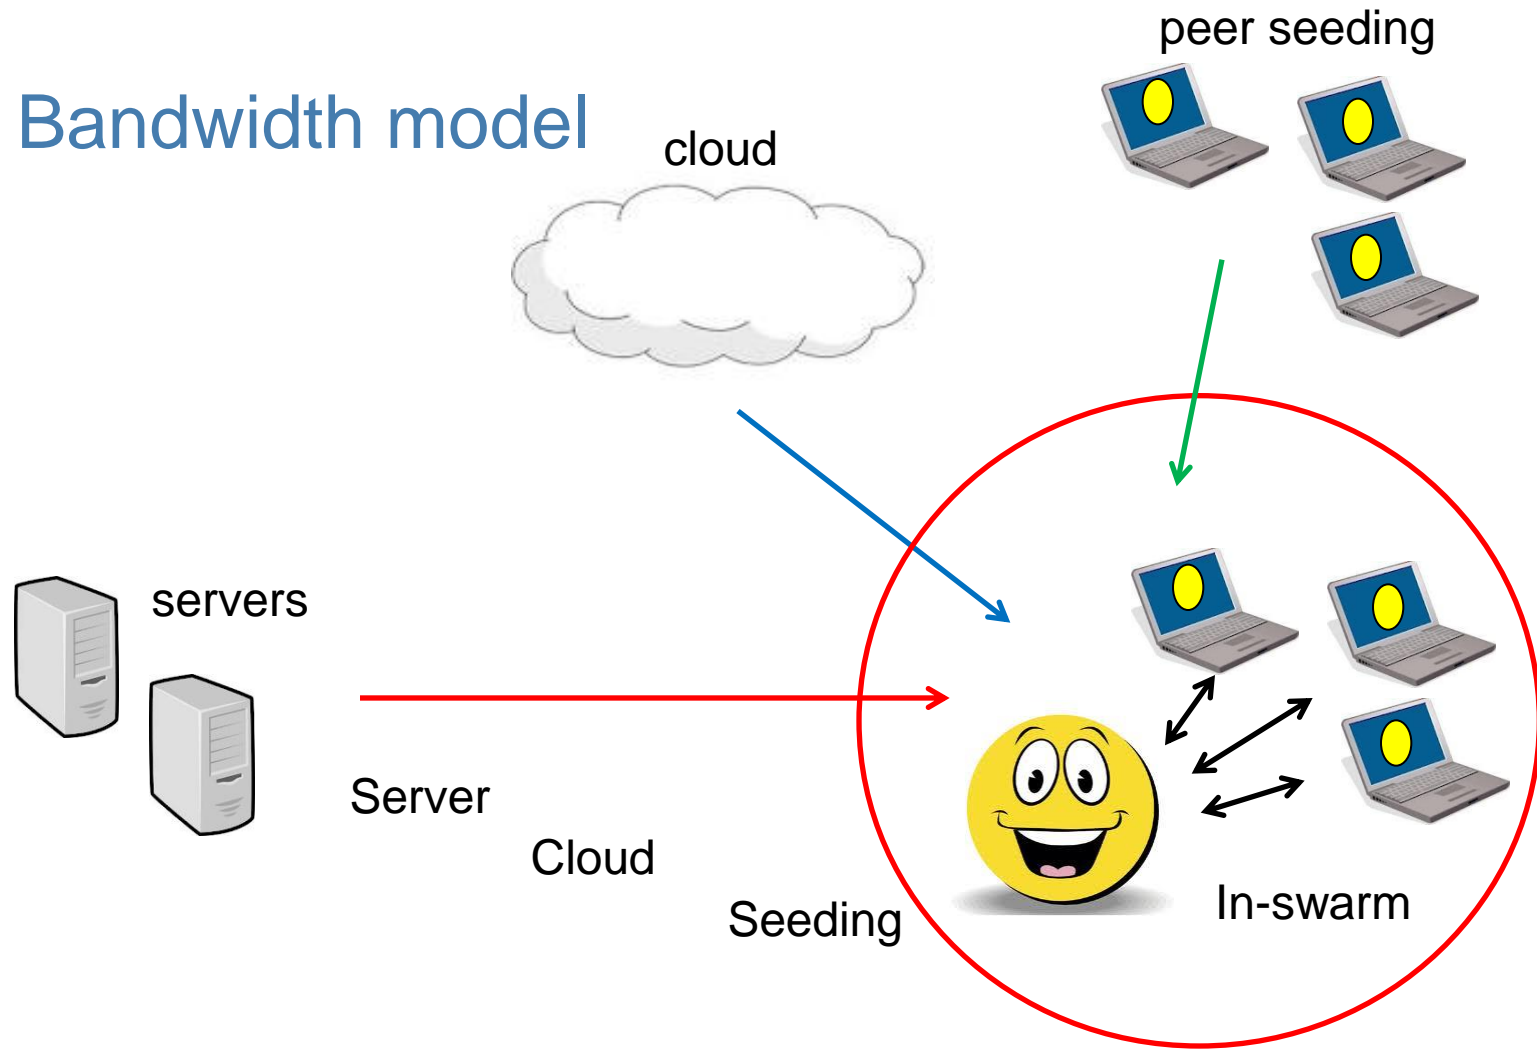 peer seeding
Bandwidth model
cloud
servers
Server
Cloud
Seeding
In-swarm